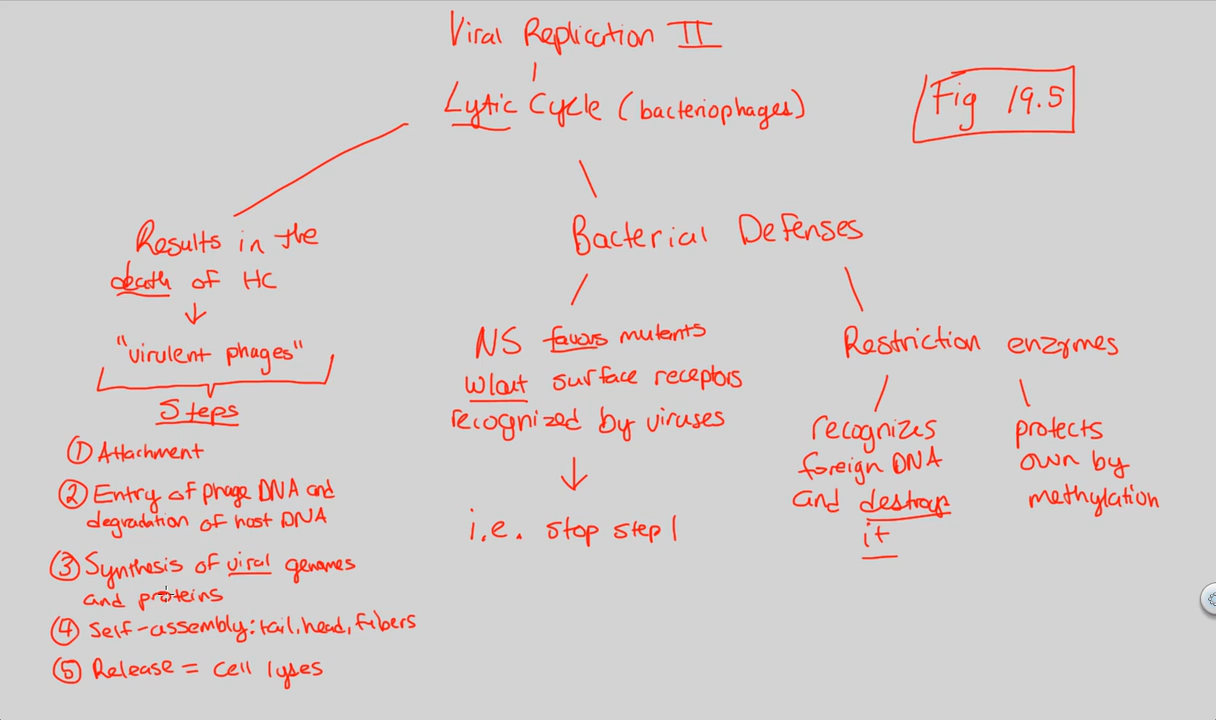 Viral Replication II
Lytic Cycle (bacteriophages)
Fig 19.5
Results in the
death of HC
"virulent phages"
Steps
① Attachment
② Entry of phage DNA and
degradation of host DNA
③ Synthesis of viral genomes
and proteins
④ Self-assembly: tail, head, fibers
⑤ Release = cell lyses
Bacterial Defenses
NS favors mutants
w/out surface receptors
recognized by viruses
i.e. stop step 1
Restriction enzymes
recognizes
foreign DNA
and destroys
it
protects
own by
methylation